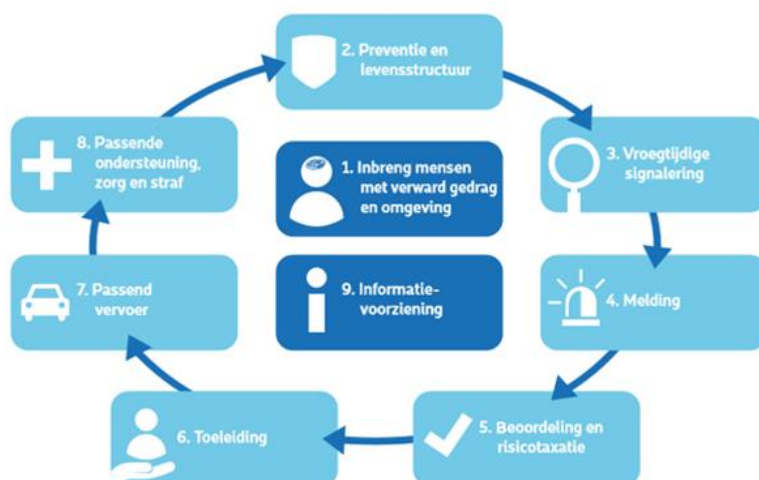 2. Preventie en
levensstructuur
8. Passende
ondersteuning,
zorg en straf
3. Vroegtijdige
signalering
1. Inbreng mensen
met verward gedrag
en omgeving
7. Passend
vervoer
9. Informatie-
voorziening
4. Melding
6. Toeleiding
5. Beoordeling en
risicotaxatie